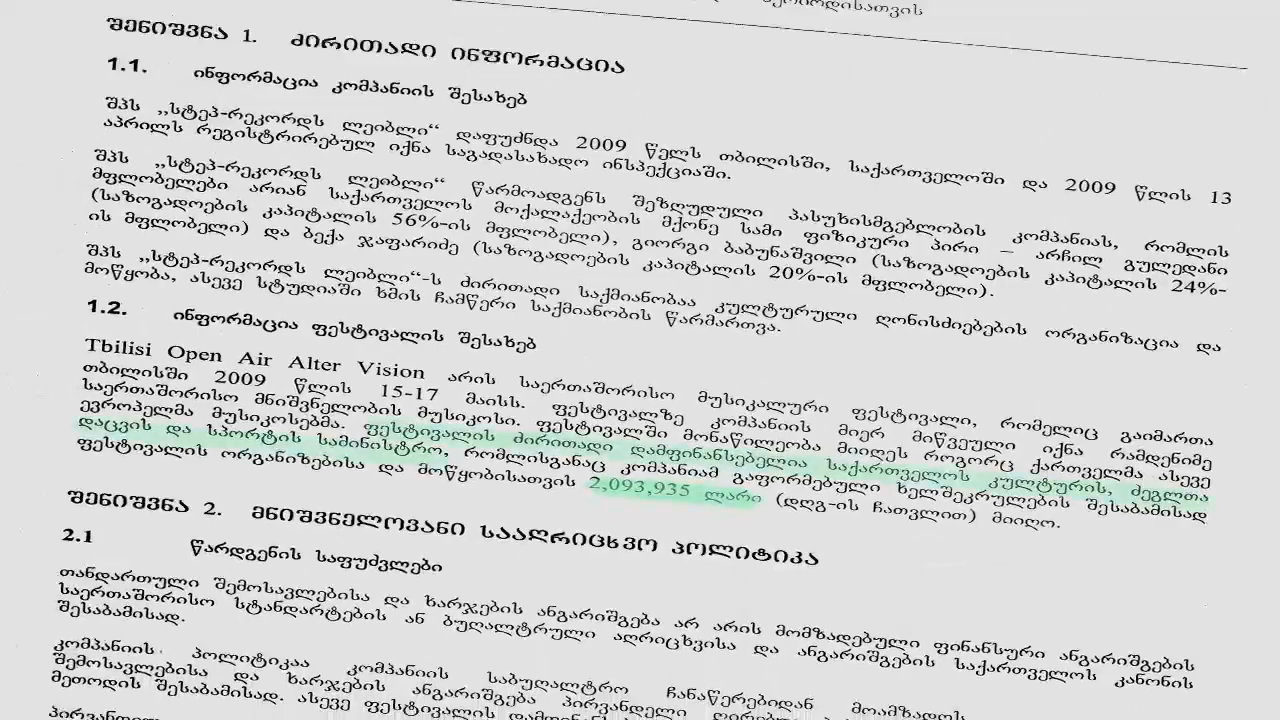 შენიშვნა 1. ძირითადი ინფორმაცია
1.1. ინფორმაცია კომპანიის შესახებ
შპს „სტეპ-რეკორდს ლეიბლი“ დაფუძნდა 2009 წელს თბილისში, საქართველოში და 2009 წლის 13
აპრილს რეგისტრირებულ იქნა საგადასახადო ინსპექციაში.
შპს „სტეპ-რეკორდს ლეიბლი“ წარმოადგენს შეზღუდული პასუხისმგებლობის კომპანიას, რომლის
მფლობელები არიან საქართველოს მოქალაქეობის მქონე სამი ფიზიკური პირი – არჩილ გულედანი
(საზოგადოების კაპიტალის 56%-ის მფლობელი), გიორგი ბაბუნაშვილი (საზოგადოების კაპიტალის 24%-
ის მფლობელი) და ბექა ჯაფარიძე (საზოგადოების კაპიტალის 20%-ის მფლობელი).
შპს „სტეპ-რეკორდს ლეიბლი“-ს ძირითადი საქმიანობაა კულტურული ღონისძიებების ორგანიზაცია და
მოწყობა, ასევე სტუდიაში ხმის ჩამწერი საქმიანობის წარმართვა.
1.2. ინფორმაცია ფესტივალის შესახებ
Tbilisi Open Air Alter Vision არის საერთაშორისო მუსიკალური ფესტივალი, რომელიც გაიმართა
თბილისში 2009 წლის 15-17 მაისს. ფესტივალზე კომპანიის მიერ მიწვეული იქნა რამდენიმე
საერთაშორისო მნიშვნელობის მუსიკოსი. ფესტივალში მონაწილეობა მიიღეს როგორც ქართველმა ასევე
ევროპელმა მუსიკოსებმა. ფესტივალის ძირითადი დამფინანსებელია საქართველოს კულტურის, ძეგლთა
დაცვის და სპორტის სამინისტრო, რომლისგანაც კომპანიამ გაფორმებული ხელშეკრულების შესაბამისად
ფესტივალის ორგანიზებისა და მოწყობისათვის 2,093,935 ლარი (დღგ-ის ჩათვლით) მიიღო.
შენიშვნა 2. მნიშვნელოვანი სააღრიცხვო პოლიტიკა
2.1 წარდგენის საფუძვლები
თანდართული შემოსავლებისა და ხარჯების ანგარიშგება არ არის მომზადებული ფინანსური ანგარიშგების
საერთაშორისო სტანდარტების ან ბუღალტრული აღრიცხვისა და ანგარიშგების საქართველოს კანონის
შესაბამისად.
კომპანიის პოლიტიკაა კომპანიის საბუღალტრო ჩანაწერებიდან მოამზადოს
შემოსავლებისა და ხარჯების ანგარიშგება პირვანდელი
მეთოდის შესაბამისად. ასევე ფესტივალის